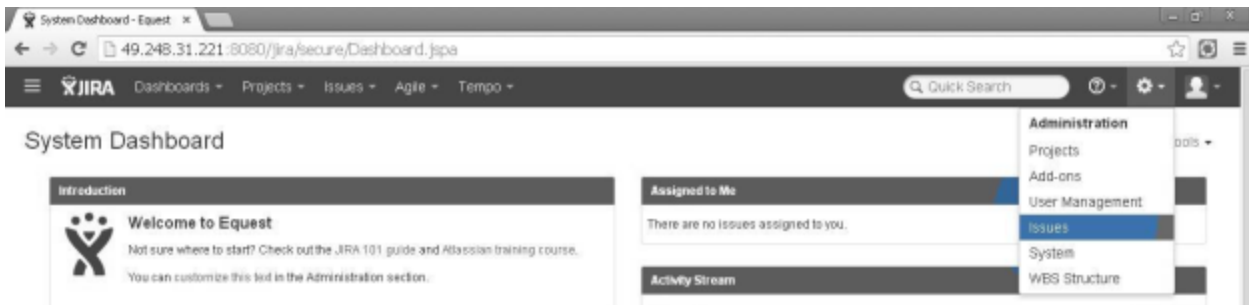 System Dashboard - Equest
49.248.31.221:8080/jira/secure/Dashboard.jspa
JIRA Dashboards Projects Issues Agile Tempo Quick Search
System Dashboard
Administration
Projects
Add-ons
User Management
Issues
System
WBS Structure
ools
Introduction
Welcome to Equest
Not sure where to start? Check out the JIRA 101 guide and Atlassian training course.
You can customize this text in the Administration section.
Assigned to Me
There are no issues assigned to you.
Activity Stream